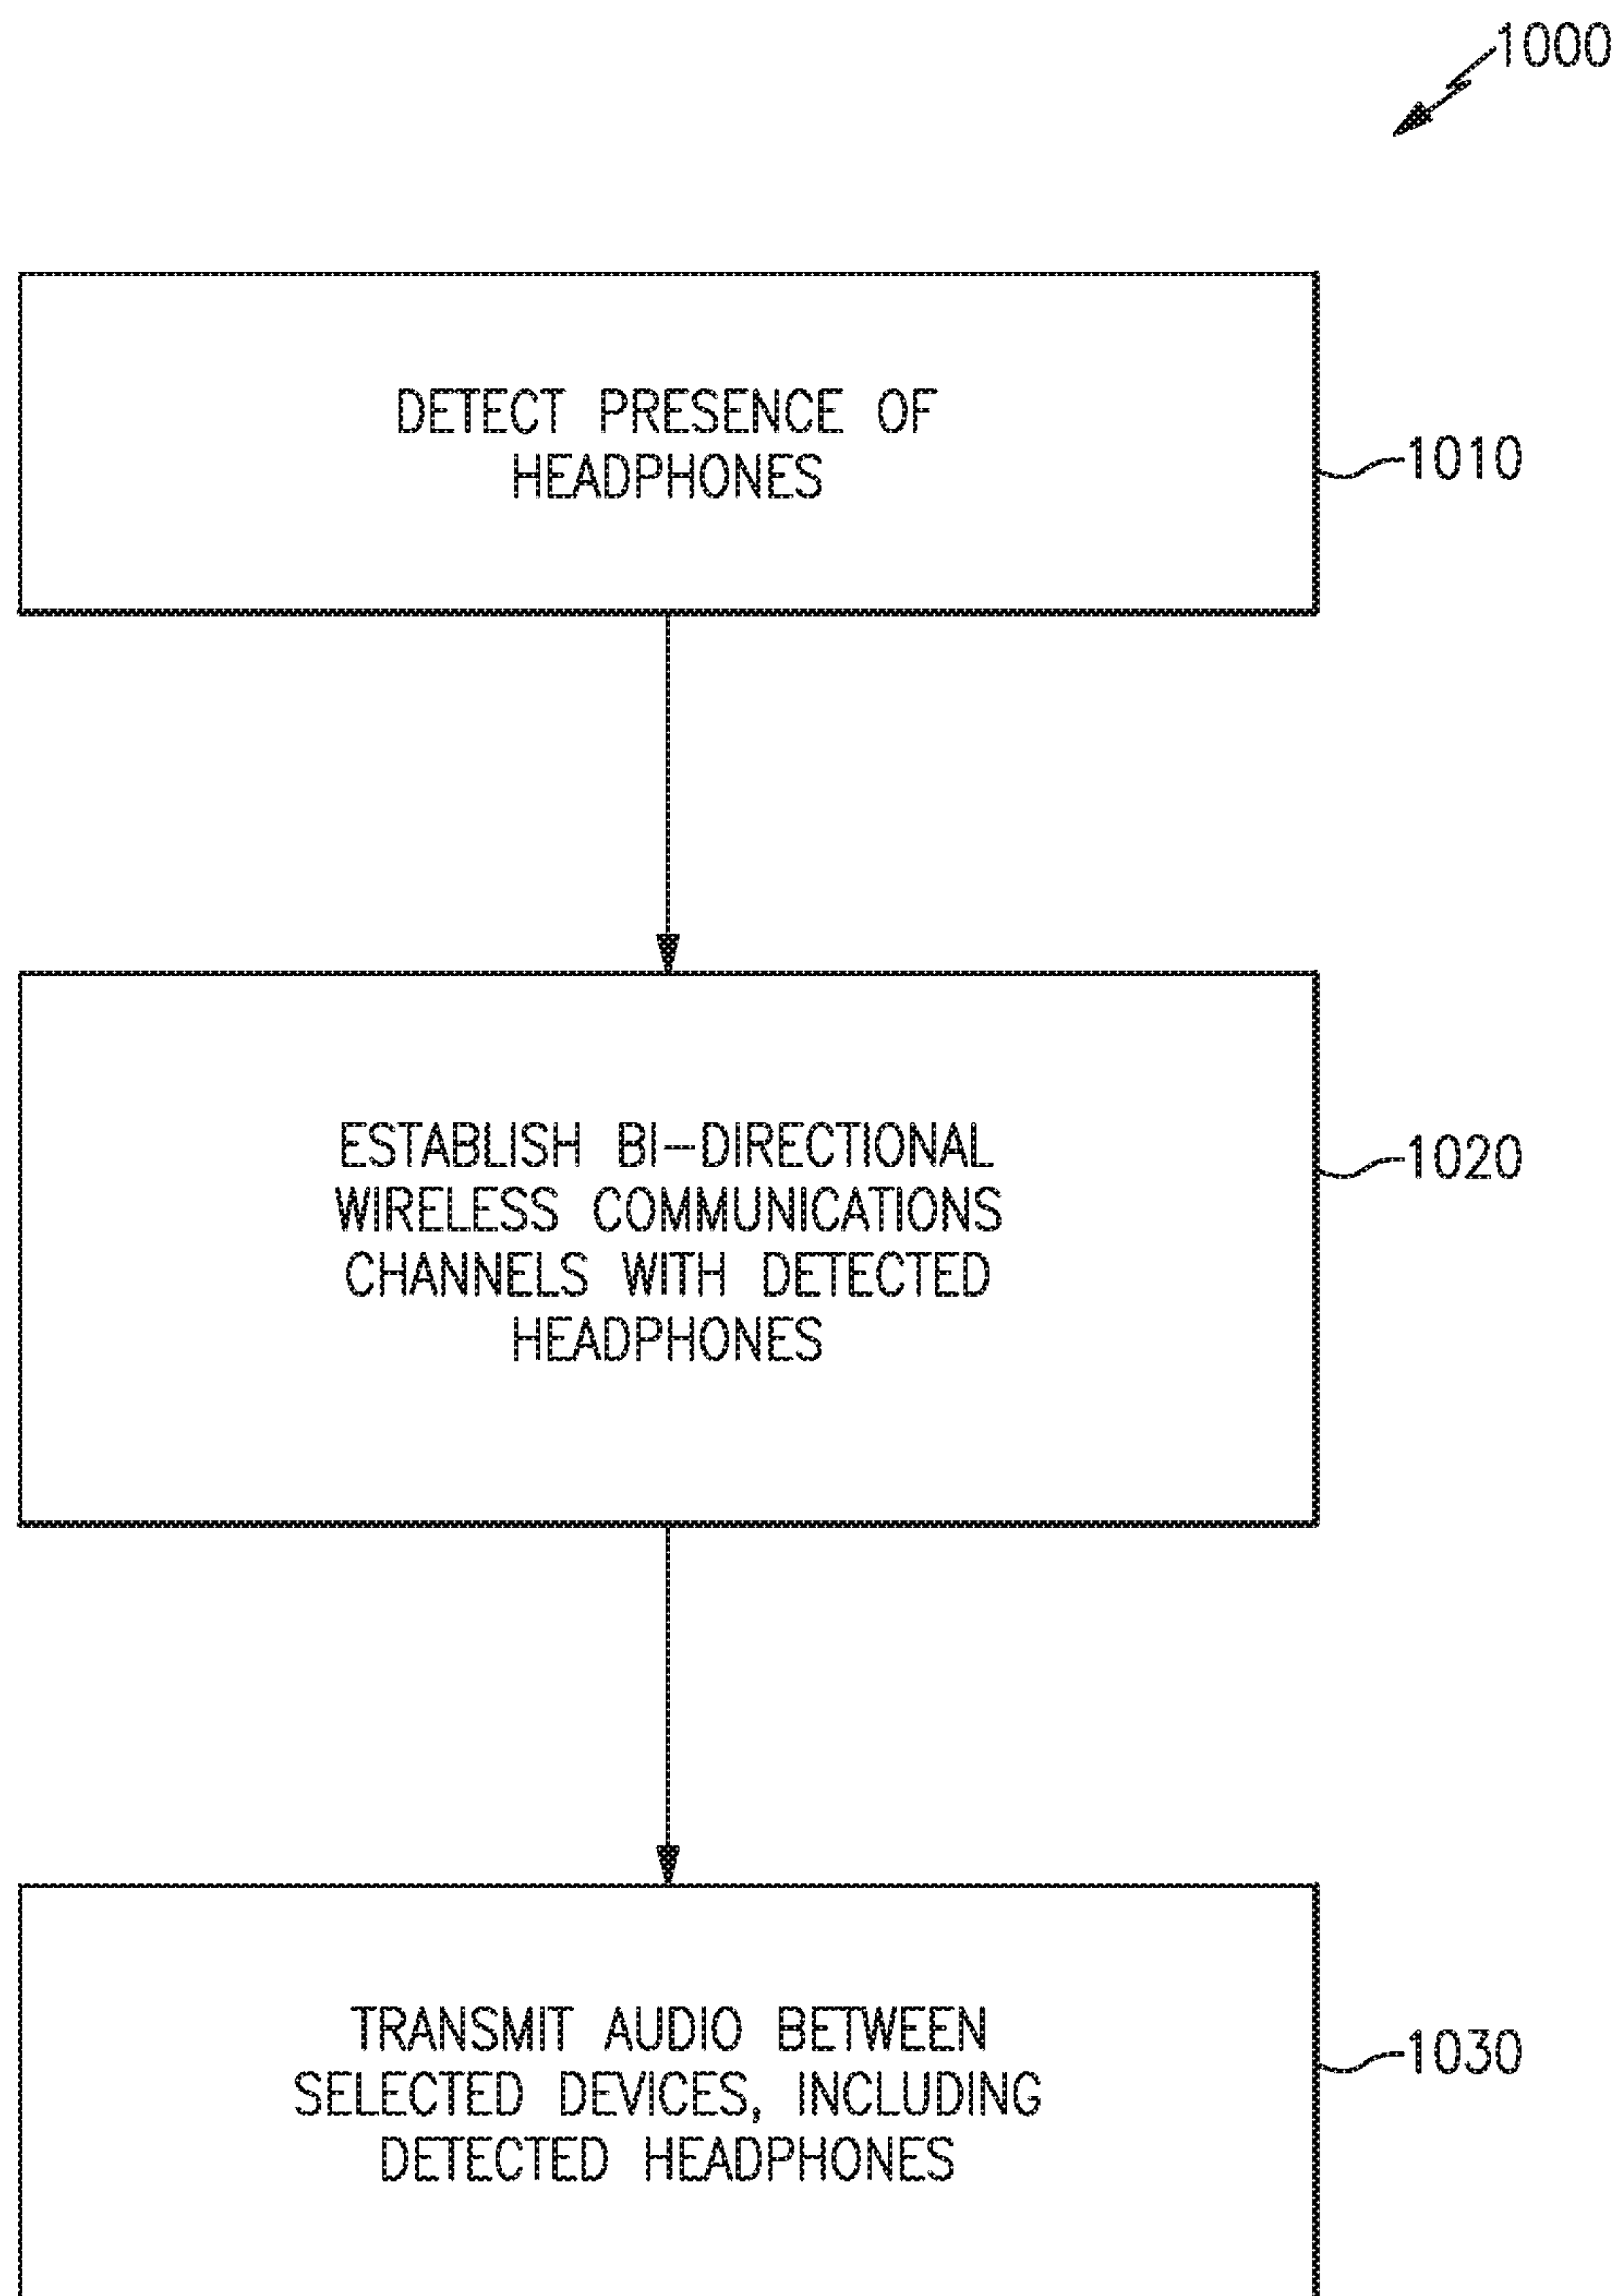 1000
DETECT PRESENCE OF
HEADPHONES
1010
ESTABLISH BI-DIRECTIONAL
WIRELESS COMMUNICATIONS
CHANNELS WITH DETECTED
HEADPHONES
1020
TRANSMIT AUDIO BETWEEN
SELECTED DEVICES, INCLUDING
DETECTED HEADPHONES
1030